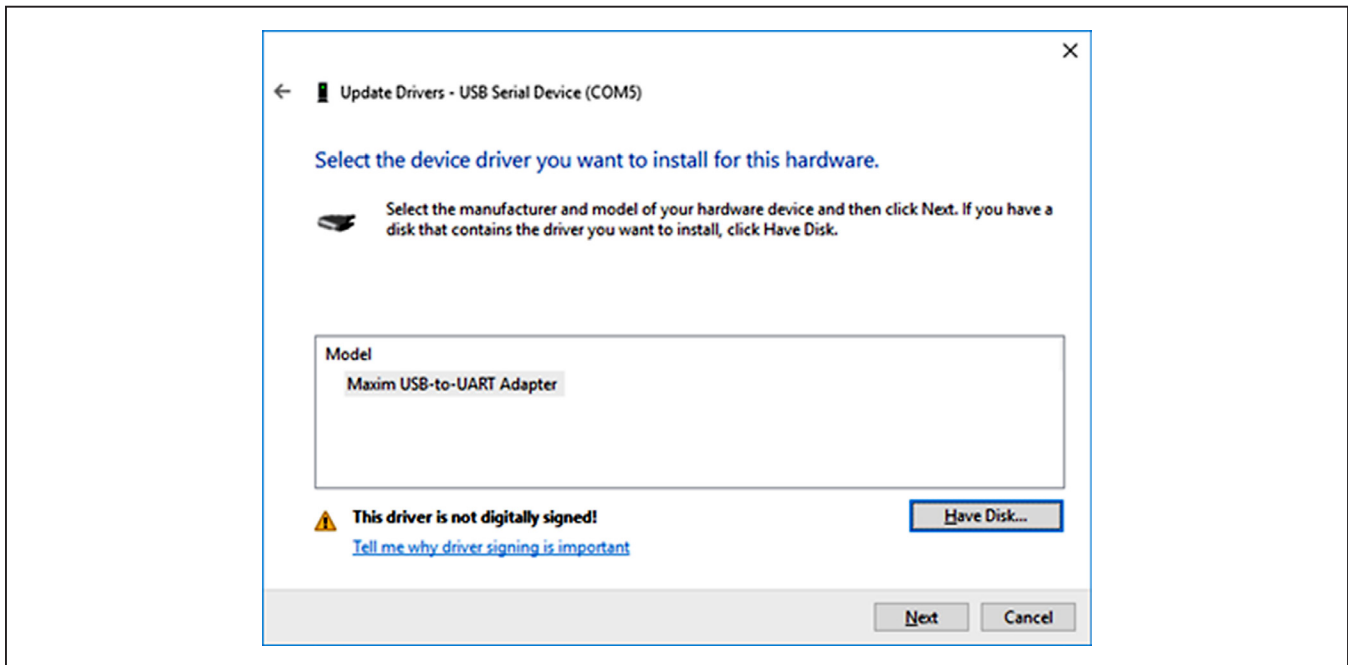 Update Drivers - USB Serial Device (COM5)
Select the device driver you want to install for this hardware.
Select the manufacturer and model of your hardware device and then click Next. If you have a
disk that contains the driver you want to install, click Have Disk.
Model
Maxim USB-to-UART Adapter
This driver is not digitally signed!
Have Disk...
Tell me why driver signing is important
Next
Cancel